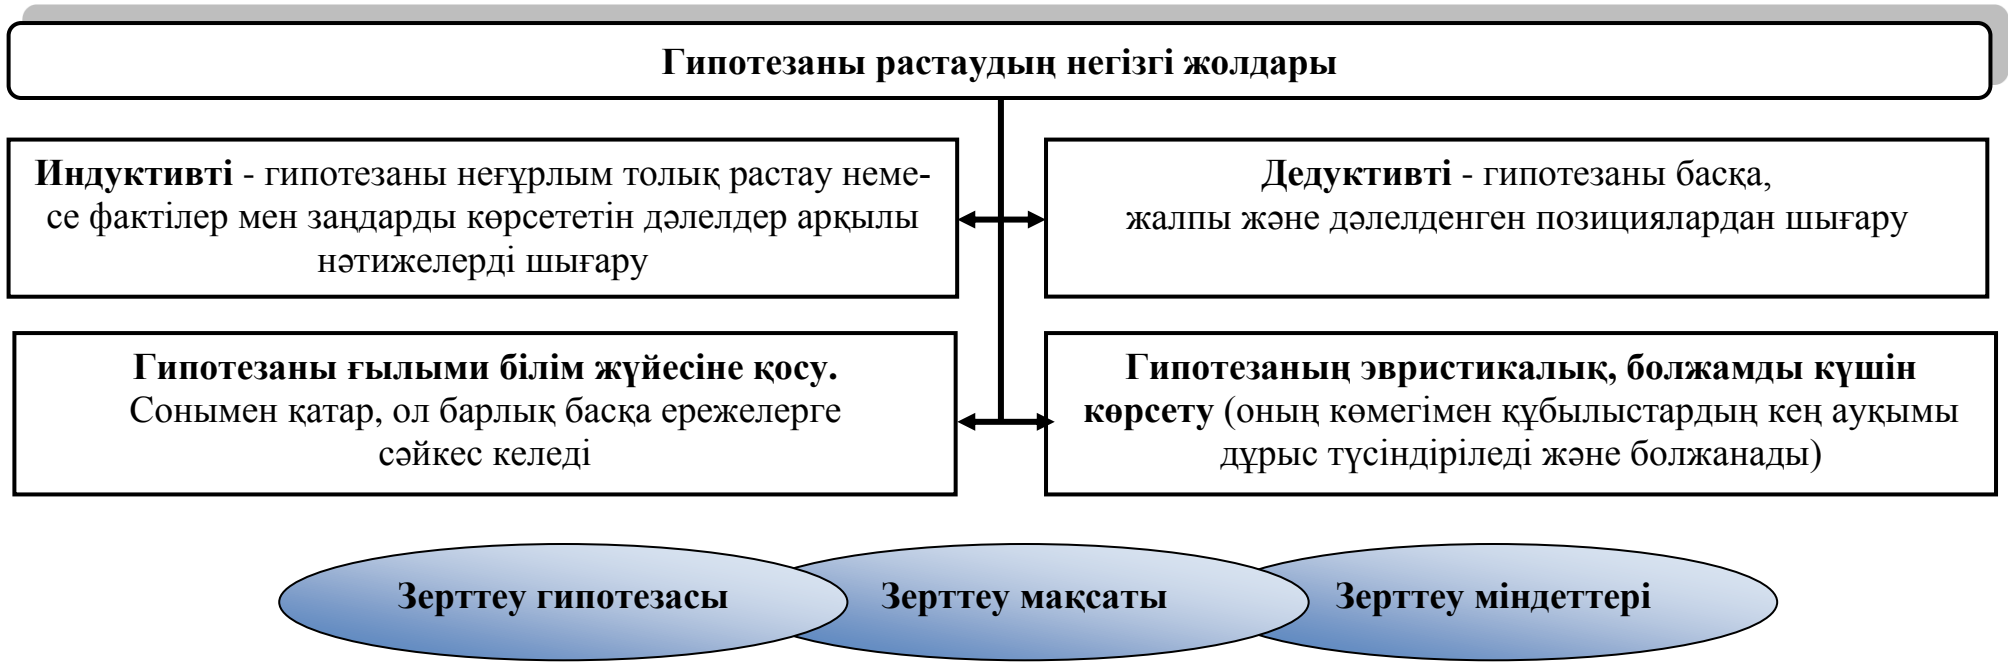 Гипотезаны растаудың негізгі жолдары
Индуктивті - гипотезаны неғұрлым толық растау неме-
се фактілер мен заңдарды көрсететін дәлелдер арқылы
нәтижелерді шығару
Дедуктивті - гипотезаны басқа,
жалпы және дәлелденген позициялардан шығару
Гипотезаны ғылыми білім жүйесіне қосу.
Сонымен қатар, ол барлық басқа ережелерге
сәйкес келеді
Гипотезаның эвристикалық, болжамды күшін
көрсету (оның көмегімен құбылыстардың кең ауқымы
дұрыс түсіндіріледі және болжанады)
Зерттеу гипотезасы
Зерттеу мақсаты
Зерттеу міндеттері